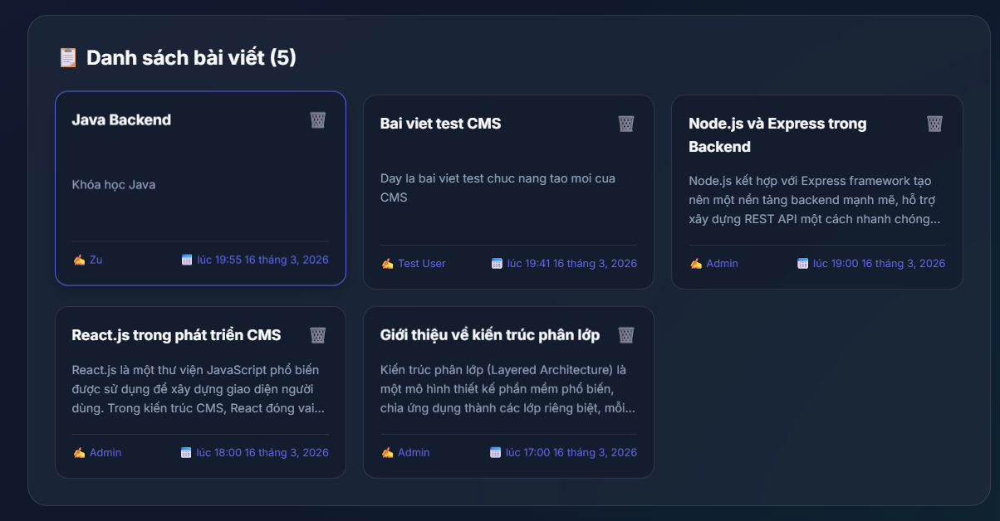 Danh sách bài viết (5)
Java Backend
Khóa học Java
Zu
lúc 19:55 16 tháng 3, 2026
Bai viet test CMS
Day la bai viet test chuc nang tao moi cua
CMS
Test User
lúc 19:41 16 tháng 3, 2026
Node.js và Express trong
Backend
Node.js kết hợp với Express framework tạo
nên một nền tảng backend mạnh mẽ, hỗ trợ
xây dựng REST API một cách nhanh chóng...
Admin
lúc 19:00 16 tháng 3, 2026
React.js trong phát triển CMS
React.js là một thư viện JavaScript phổ biến
được sử dụng để xây dựng giao diện người
dùng. Trong kiến trúc CMS, React đóng vai...
Admin
lúc 18:00 16 tháng 3, 2026
Giới thiệu về kiến trúc phân lớp
Kiến trúc phân lớp (Layered Architecture) là
một mô hình thiết kế phần mềm phổ biến,
chia ứng dụng thành các lớp riêng biệt, mỗi...
Admin
lúc 17:00 16 tháng 3, 2026